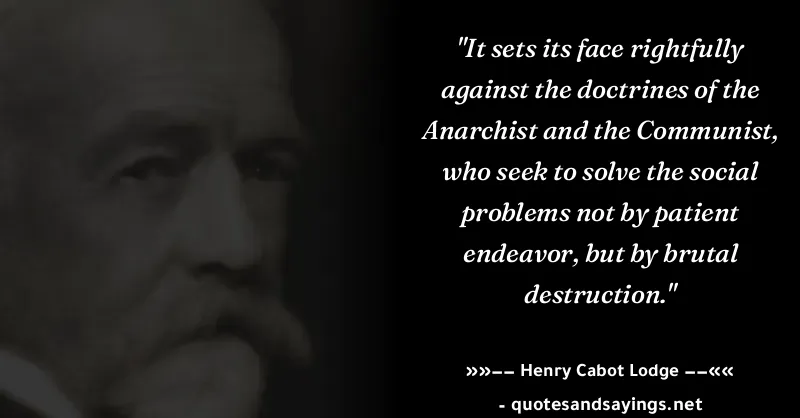 "It sets its face rightfully
against the doctrines of the
Anarchist and the Communist,
who seek to solve the social
problems not by patient
endeavor, but by brutal
destruction."
»»−− Henry Cabot Lodge −−««
- quotesandsayings.net